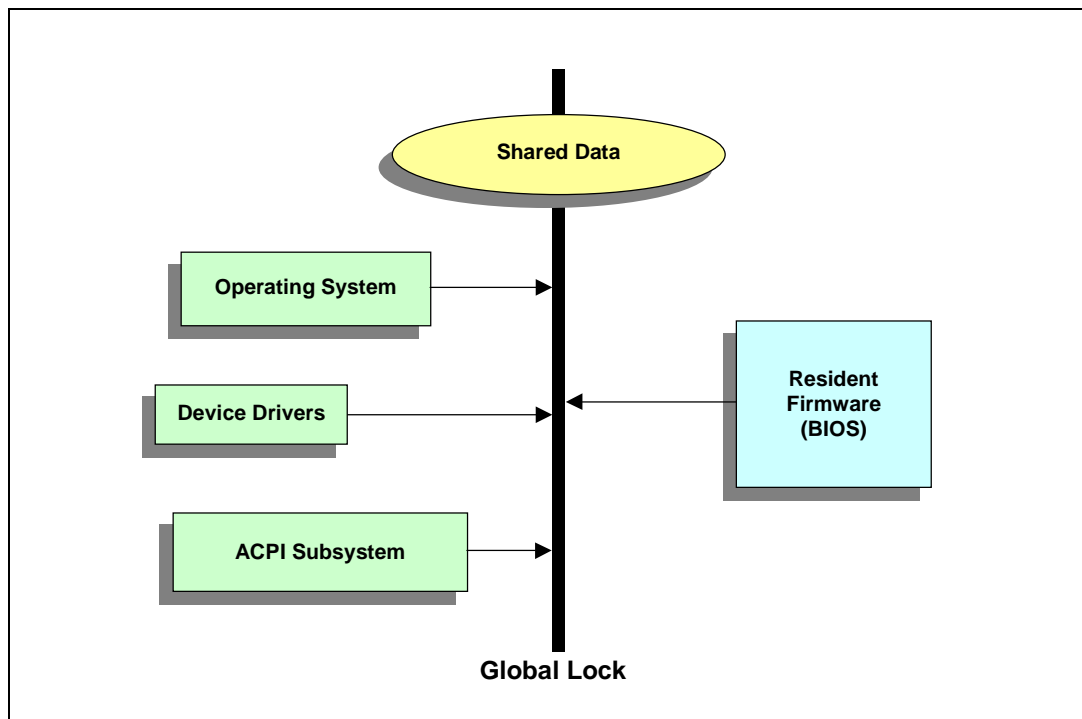 Shared Data
Operating System
Resident
Firmware
(BIOS)
Device Drivers
ACPI Subsystem
Global Lock